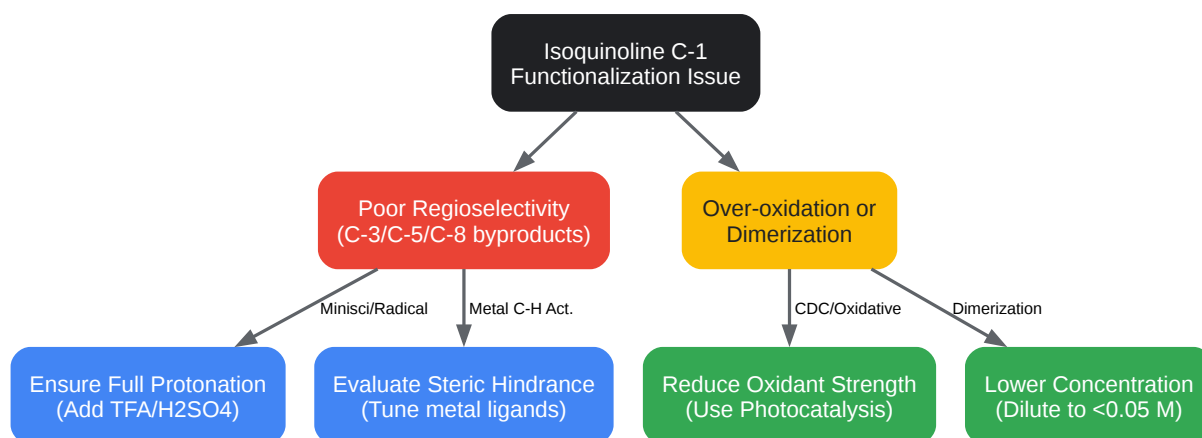 Isoquinoline C-1
Functionalization Issue
Poor Regioselectivity
(C-3/C-5/C-8 byproducts)
Over-oxidation or
Dimerization
Minisci/Radical
Metal C-H Act.
CDC/Oxidative
Dimerization
Ensure Full Protonation
(Add TFA/H2SO4)
Evaluate Steric Hindrance
(Tune metal ligands)
Reduce Oxidant Strength
(Use Photocatalysis)
Lower Concentration
(Dilute to <0.05 M)